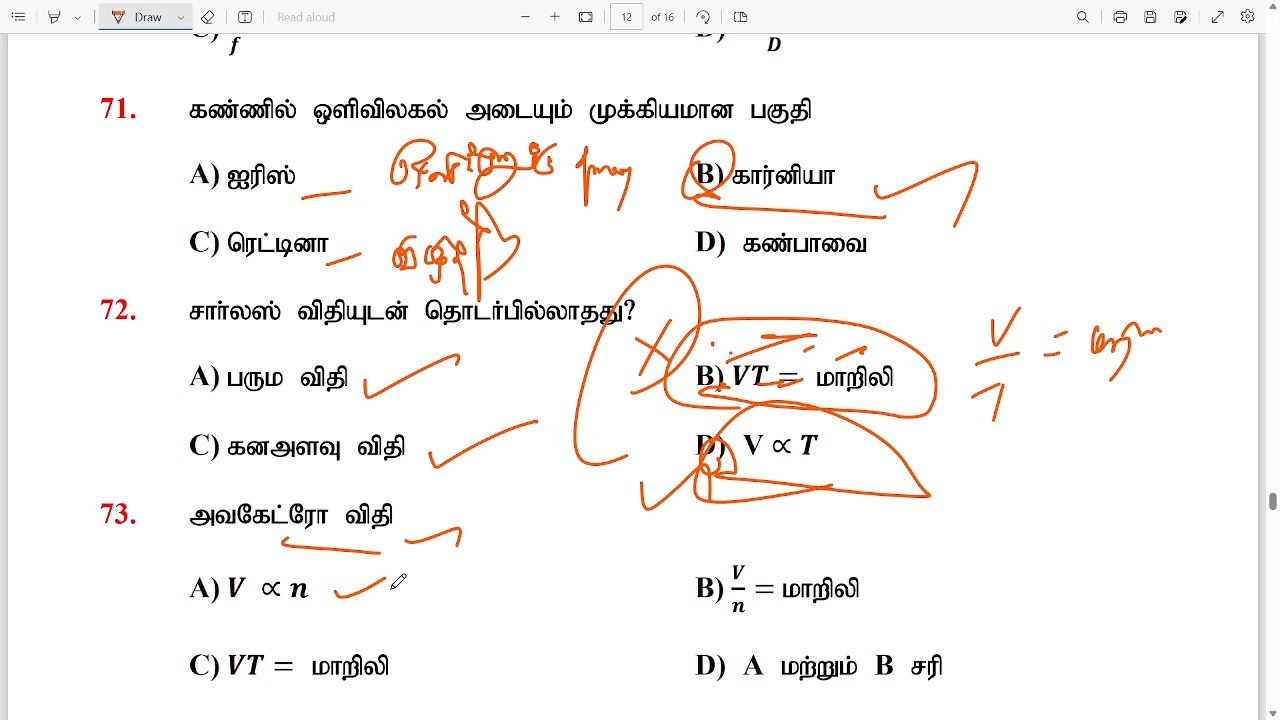 Draw Read aloud 12 of 16
f D
71. கண்ணில் ஒளிவிலகல் அடையும் முக்கியமான பகுதி
A) ஐரிஸ் B) கார்னியா
C) ரெட்டினா D) கண்பாவை
72. சார்லஸ் விதியுடன் தொடர்பில்லாதது?
A) பரும விதி B) VT = மாறிலி V/T =
C) கனஅளவு விதி D) V ∝ T
73. அவகேட்ரோ விதி
A) V ∝ n B) V/n = மாறிலி
C) VT = மாறிலி D) A மற்றும் B சரி